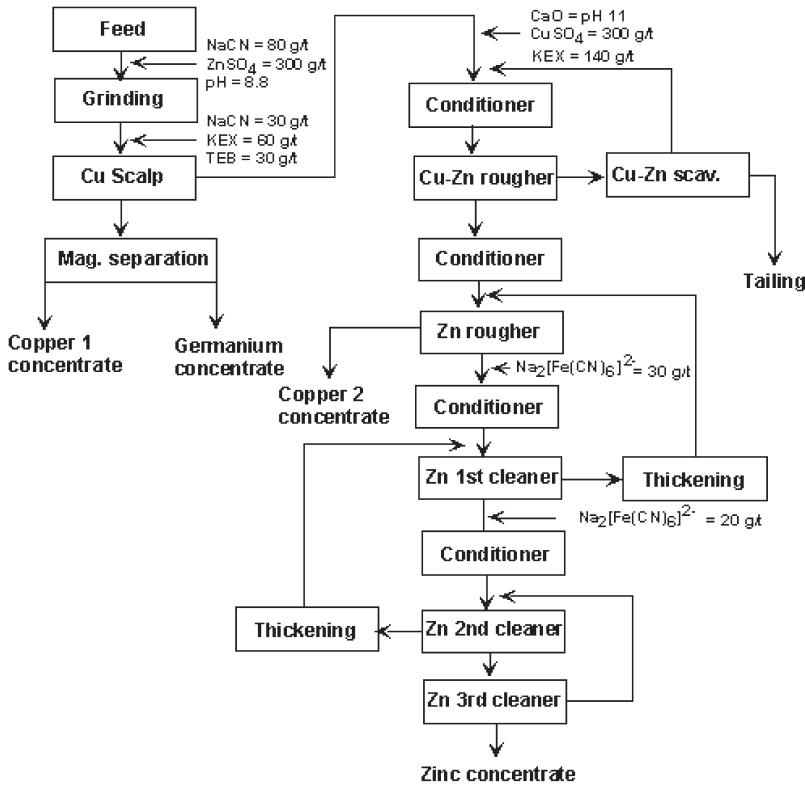 Feed
NaCN = 80 g/t
ZnSO4 = 300 g/t
pH = 8.8
Grinding
NaCN = 30 g/t
KEX = 60 g/t
TEB = 30 g/t
Cu Scalp
Mag. separation
Copper 1
concentrate
Germanium
concentrate
CaO = pH 11
CuSO4 = 300 g/t
KEX = 140 g/t
Conditioner
Cu-Zn rougher
Cu-Zn scav.
Tailing
Conditioner
Zn rougher
Copper 2
concentrate
Na2[Fe(CN)6]2- = 30 g/t
Conditioner
Zn 1st cleaner
Thickening
Na2[Fe(CN)6]2- = 20 g/t
Conditioner
Thickening
Zn 2nd cleaner
Zn 3rd cleaner
Zinc concentrate